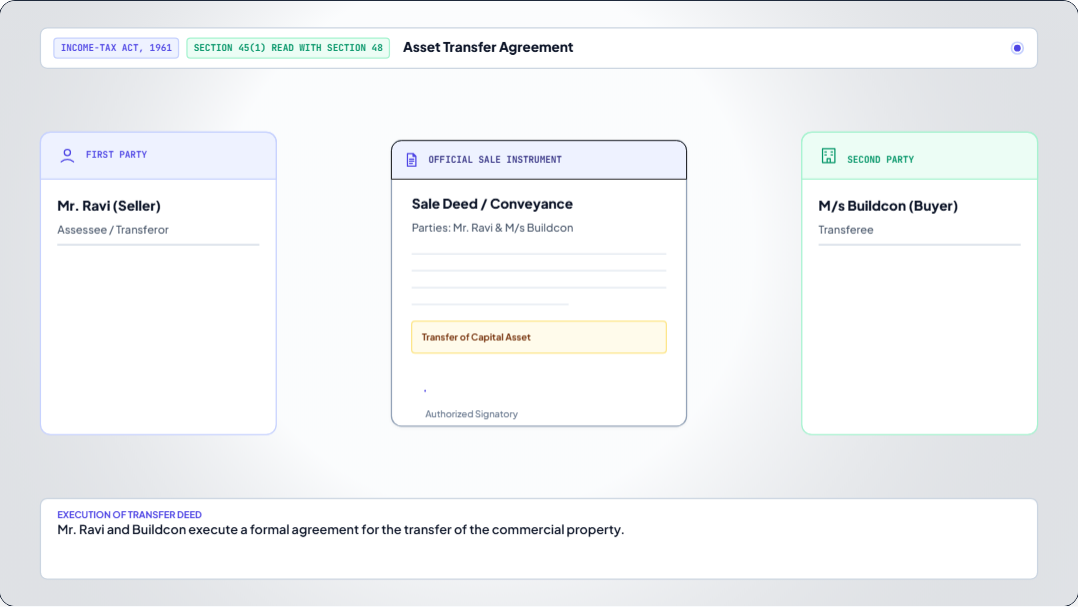 INCOME-TAX ACT, 1961
SECTION 45(1) READ WITH SECTION 48
Asset Transfer Agreement
FIRST PARTY
Mr. Ravi (Seller)
Assessee / Transferor
OFFICIAL SALE INSTRUMENT
Sale Deed / Conveyance
Parties: Mr. Ravi & M/s Buildcon
Transfer of Capital Asset
Authorized Signatory
SECOND PARTY
M/s Buildcon (Buyer)
Transferee
EXECUTION OF TRANSFER DEED
Mr. Ravi and Buildcon execute a formal agreement for the transfer of the commercial property.